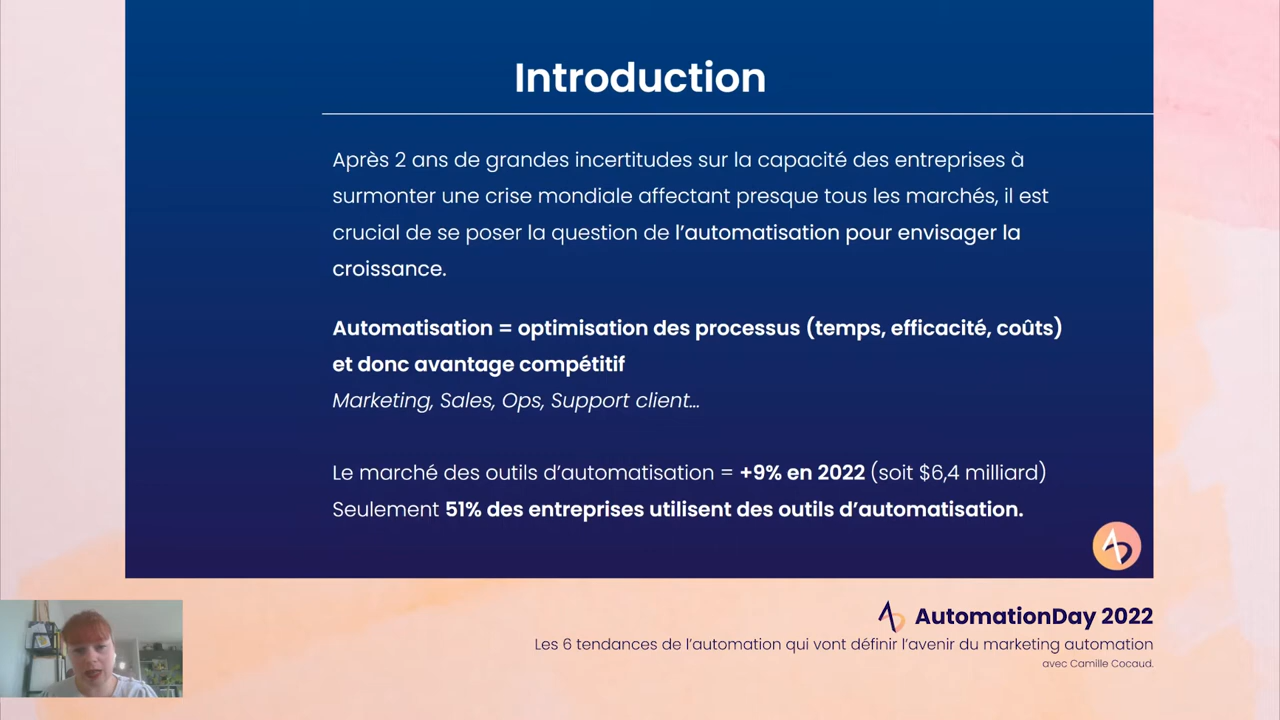 Introduction
Après 2 ans de grandes incertitudes sur la capacité des entreprises à
surmonter une crise mondiale affectant presque tous les marchés, il est
crucial de se poser la question de l’automatisation pour envisager la
croissance.
Automatisation = optimisation des processus (temps, efficacité, coûts)
et donc avantage compétitif
Marketing, Sales, Ops, Support client...
Le marché des outils d’automatisation = +9% en 2022 (soit $6,4 milliard)
Seulement 51% des entreprises utilisent des outils d’automatisation.
AutomationDay 2022
Les 6 tendances de l’automation qui vont définir l’avenir du marketing automation
avec Camille Cocaud.